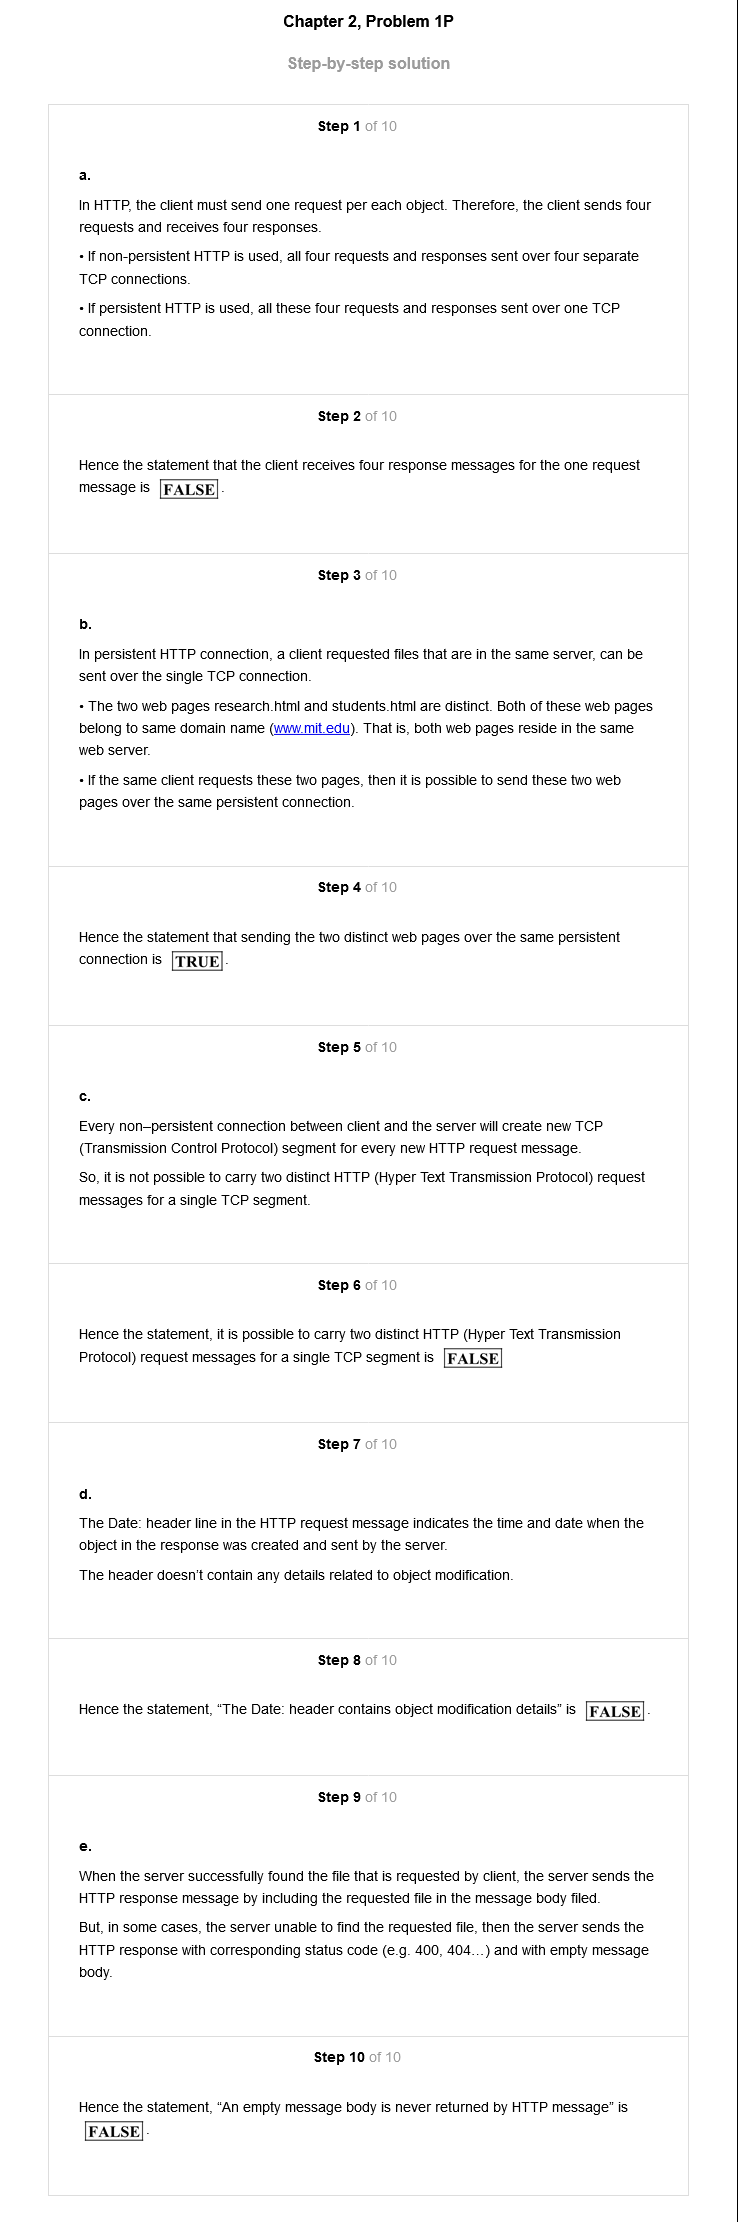 Chapter 2, Problem 1P
Step-by-step solution
Step 1 of 10
a.
In HTTP, the client must send one request per each object. Therefore, the client sends four
requests and receives four responses.
• If non-persistent HTTP is used, all four requests and responses sent over four separate
TCP connections.
• If persistent HTTP is used, all these four requests and responses sent over one TCP
connection.
Step 2 of 10
Hence the statement that the client receives four response messages for the one request
message is FALSE.
Step 3 of 10
b.
In persistent HTTP connection, a client requested files that are in the same server, can be
sent over the single TCP connection.
• The two web pages research.html and students.html are distinct. Both of these web pages
belong to same domain name (www.mit.edu). That is, both web pages reside in the same
web server.
• If the same client requests these two pages, then it is possible to send these two web
pages over the same persistent connection.
Step 4 of 10
Hence the statement that sending the two distinct web pages over the same persistent
connection is TRUE.
Step 5 of 10
c.
Every non–persistent connection between client and the server will create new TCP
(Transmission Control Protocol) segment for every new HTTP request message.
So, it is not possible to carry two distinct HTTP (Hyper Text Transmission Protocol) request
messages for a single TCP segment.
Step 6 of 10
Hence the statement, it is possible to carry two distinct HTTP (Hyper Text Transmission
Protocol) request messages for a single TCP segment is FALSE
Step 7 of 10
d.
The Date: header line in the HTTP request message indicates the time and date when the
object in the response was created and sent by the server.
The header doesn't contain any details related to object modification.
Step 8 of 10
Hence the statement, “The Date: header contains object modification details” is FALSE.
Step 9 of 10
e.
When the server successfully found the file that is requested by client, the server sends the
HTTP response message by including the requested file in the message body filed.
But, in some cases, the server unable to find the requested file, then the server sends the
HTTP response with corresponding status code (e.g. 400, 404…) and with empty message
body.
Step 10 of 10
Hence the statement, “An empty message body is never returned by HTTP message” is
FALSE.